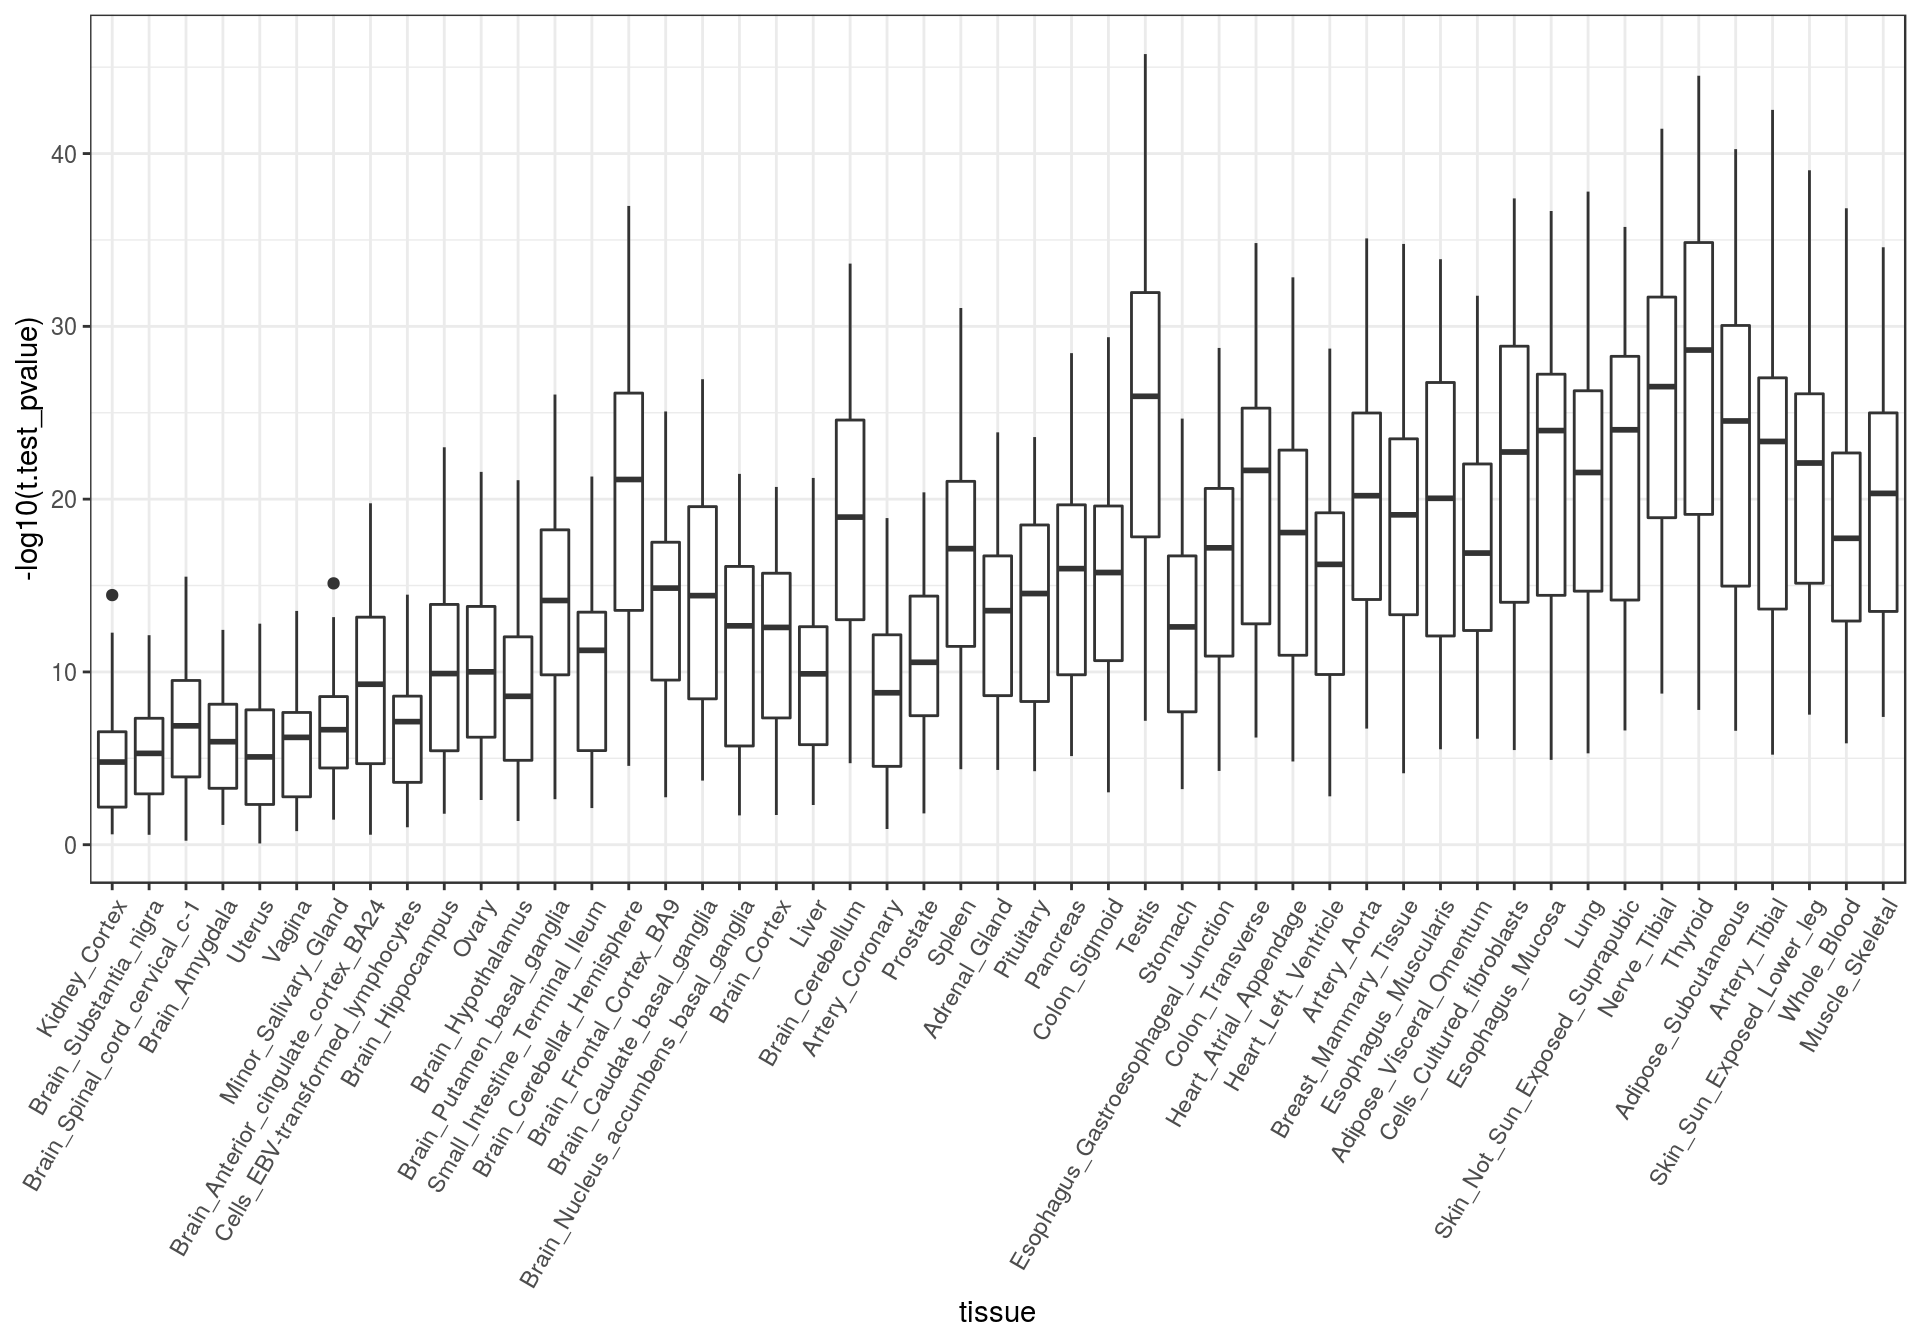 -log10(t.test_pvalue)
40
30
20
10
0
Kidney_Cortex
Brain_Substantia_nigra
Brain_Spinal_cord_cervical_c-1
Brain_Amygdala
Uterus
Vagina
Minor_Salivary_Gland
Brain_Anterior_cingulate_cortex_BA24
Cells_EBV-transformed_lymphocytes
Brain_Hippocampus
Ovary
Brain_Hypothalamus
Brain_Putamen_basal_ganglia
Small_Intestine_Terminal_Ileum
Brain_Cerebellar_Hemisphere
Brain_Frontal_Cortex_BA9
Brain_Caudate_basal_ganglia
Brain_Nucleus_accumbens_basal_ganglia
Brain_Cortex
Liver
Brain_Cerebellum
Artery_Coronary
Prostate
Spleen
Adrenal_Gland
Pituitary
Pancreas
Colon_Sigmoid
Testis
Stomach
Esophagus_Gastroesophageal_Junction
Colon_Transverse
Heart_Atrial_Appendage
Heart_Left_Ventricle
Artery_Aorta
Breast_Mammary_Tissue
Esophagus_Muscularis
Adipose_Visceral_Omentum
Cells_Cultured_fibroblasts
Esophagus_Mucosa
Lung
Skin_Not_Sun_Exposed_Suprapubic
Nerve_Tibial
Thyroid
Adipose_Subcutaneous
Artery_Tibial
Skin_Sun_Exposed_Lower_leg
Whole_Blood
Muscle_Skeletal
tissue